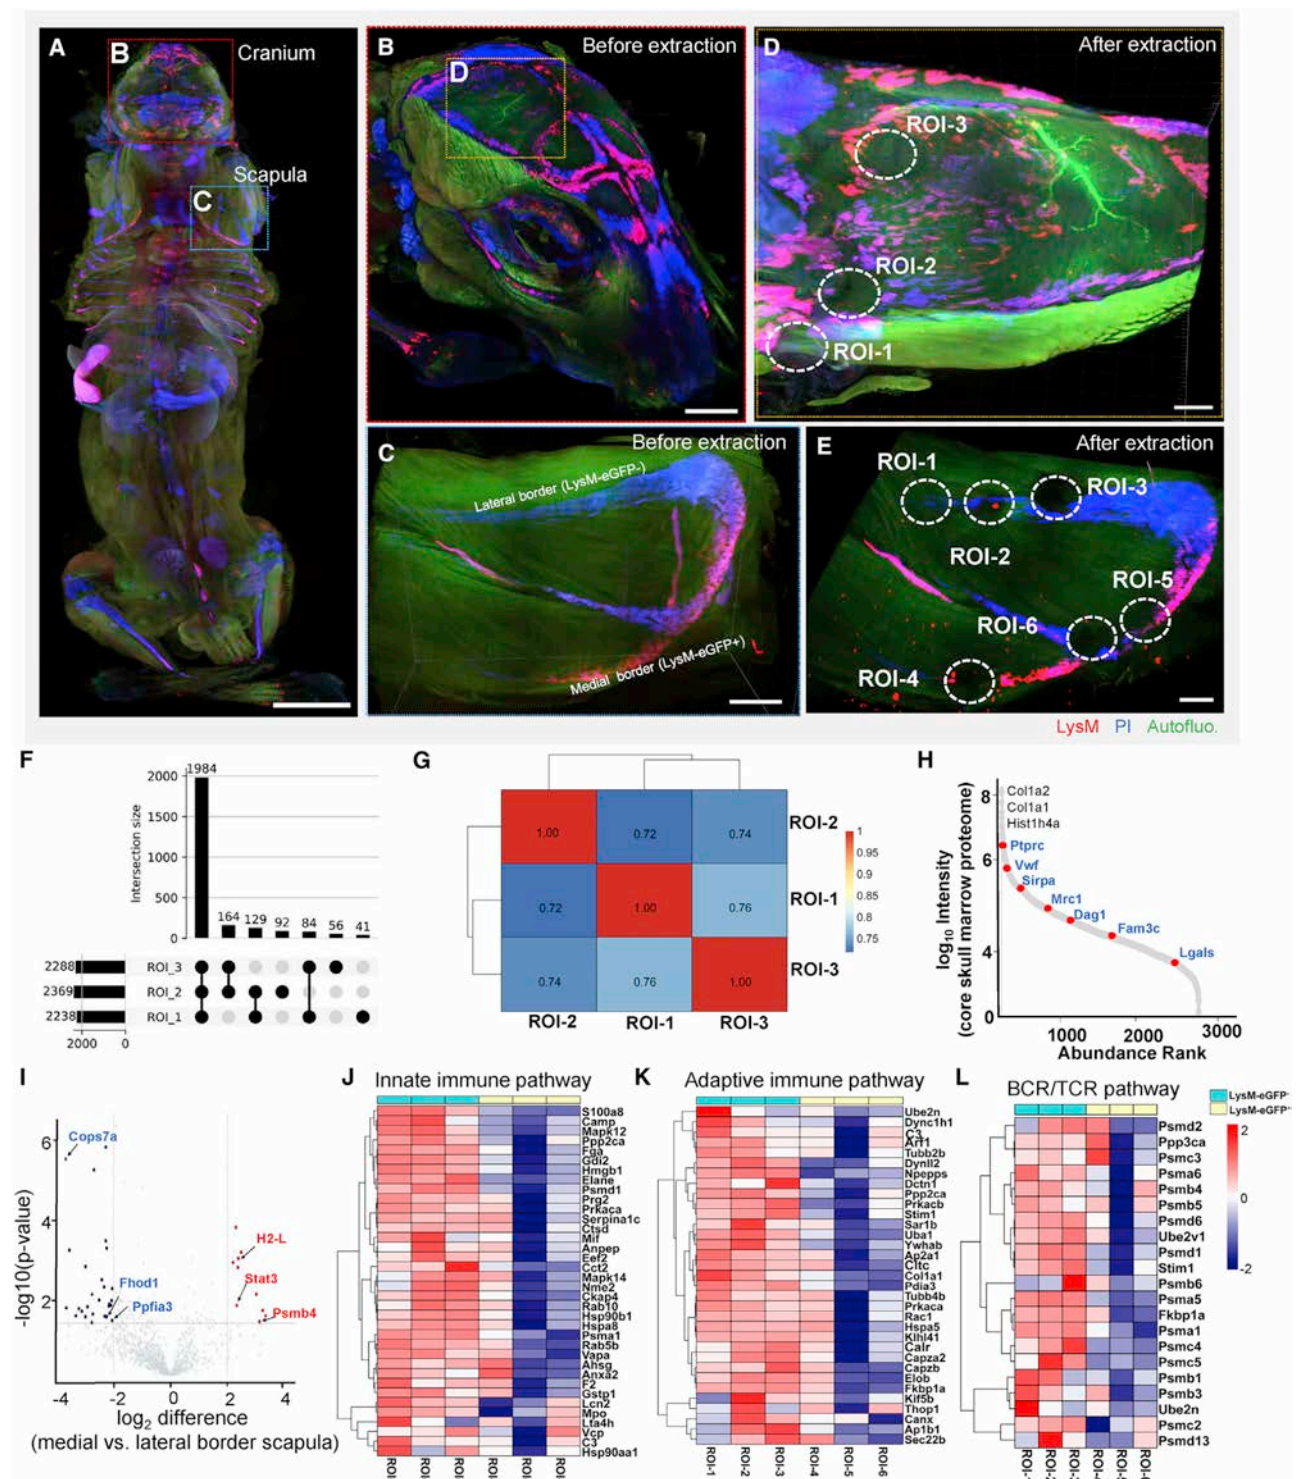 A
B
Cranium
Scapula
C
B
Before extraction
D
D
After extraction
ROI-3
ROI-2
ROI-1
C
Before extraction
Lateral border (LysM-eGFP-)
Medial border (LysM-eGFP+)
L
E
After extraction
ROI-1
ROI-3
ROI-2
ROI-5
ROI-6
ROI-4
LysM PI Autofluo.
F
Intersection size
2000
1500
1000
500
0
1984
164
129
92
84
56
41
2288 ROI_3
2369 ROI_2
2238 ROI_1
2000 0
G
1.00 0.72 0.74 ROI-2
0.72 1.00 0.76 ROI-1
0.74 0.76 1.00 ROI-3
ROI-2 ROI-1 ROI-3
1
0.95
0.9
0.85
0.8
0.75
H
log10 Intensity
(core skull marrow proteome)
8
6
4
0
Col1a2
Col1a1
Hist1h4a
Ptprc
Vwf
Sirpa
Mrc1
Dag1
Fam3c
Lgals
1000 2000 3000
Abundance Rank
I
-log10(p-value)
6
4
2
Cops7a
H2-L
Stat3
Fhod1
Ppfia3
Psmb4
-4 -2 0 2 4
log2 difference
(medial vs. lateral border scapula)
J
Innate immune pathway
S100a8
Camp
Mapk12
Ppp2ca
Fga
Gdi2
Hmgb1
Elane
Psmd1
Prg2
Prkaca
Serpina1c
Ctsd
Mif
Anpep
Eef2
Cct2
Mapk14
Nme2
Ckap4
Rab10
Hsp90b1
Hspa8
Psma1
Rab5b
Vapa
Ahsg
Anxa2
F2
Gstp1
Lcn2
Mpo
Lta4h
Vcp
C3
Hsp90aa1
ROI ROI ROI ROI ROI ROI
K
Adaptive immune pathway
Ube2n
Dync1h1
C3
Arf1
Tubb2b
Dynll2
Npepps
Dctn1
Ppp2ca
Prkacb
Stim1
Sar1b
Uba1
Ywhab
Ap2a1
Cltc
Col1a1
Pdia3
Tubb4b
Prkaca
Rac1
Hspa5
Klhl41
Calr
Capza2
Capzb
Elob
Fkbp1a
Kif5b
Thop1
Canx
Ap1b1
Sec22b
ROI-1 ROI-2 ROI-3 ROI-4 ROI-5 ROI-6
L
BCR/TCR pathway
LysM-eGFP-
LysM-eGFP+
Psmd2
Ppp3ca
Psmc3
Psma6
Psmb4
Psmb5
Psmd6
Ube2v1
Psmd1
Stim1
Psmb6
Psma5
Fkbp1a
Psma1
Psmc4
Psmc5
Psmb1
Psmb3
Ube2n
Psmc2
Psmd13
2
0
-2